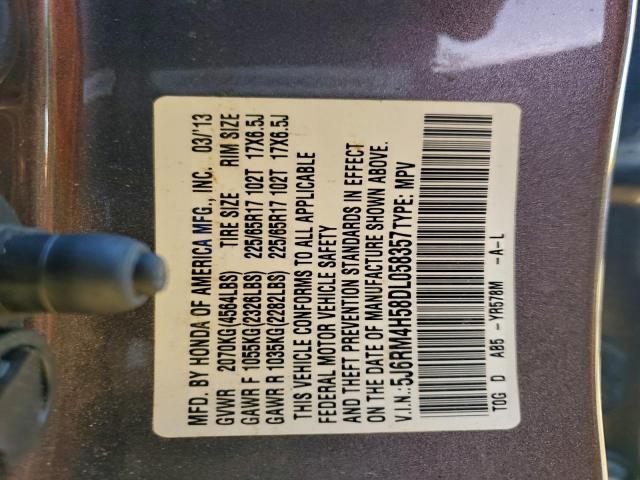 MFD. BY HONDA OF AMERICA MFG., INC. 03/13
GVWR 2070KG(4564LBS) TIRE SIZE RIM SIZE
GAWR F 1055KG(2326LBS) 225/65R17 102T 17X6.5J
GAWR R 1035KG(2282LBS) 225/65R17 102T 17X6.5J
THIS VEHICLE CONFORMS TO ALL APPLICABLE
FEDERAL MOTOR VEHICLE SAFETY
AND THEFT PREVENTION STANDARDS IN EFFECT
ON THE DATE OF MANUFACTURE SHOWN ABOVE.
V.I.N.:5J6RM4H58DL058357 TYPE: MPV
TOG D AB5 -YR578M -A-L